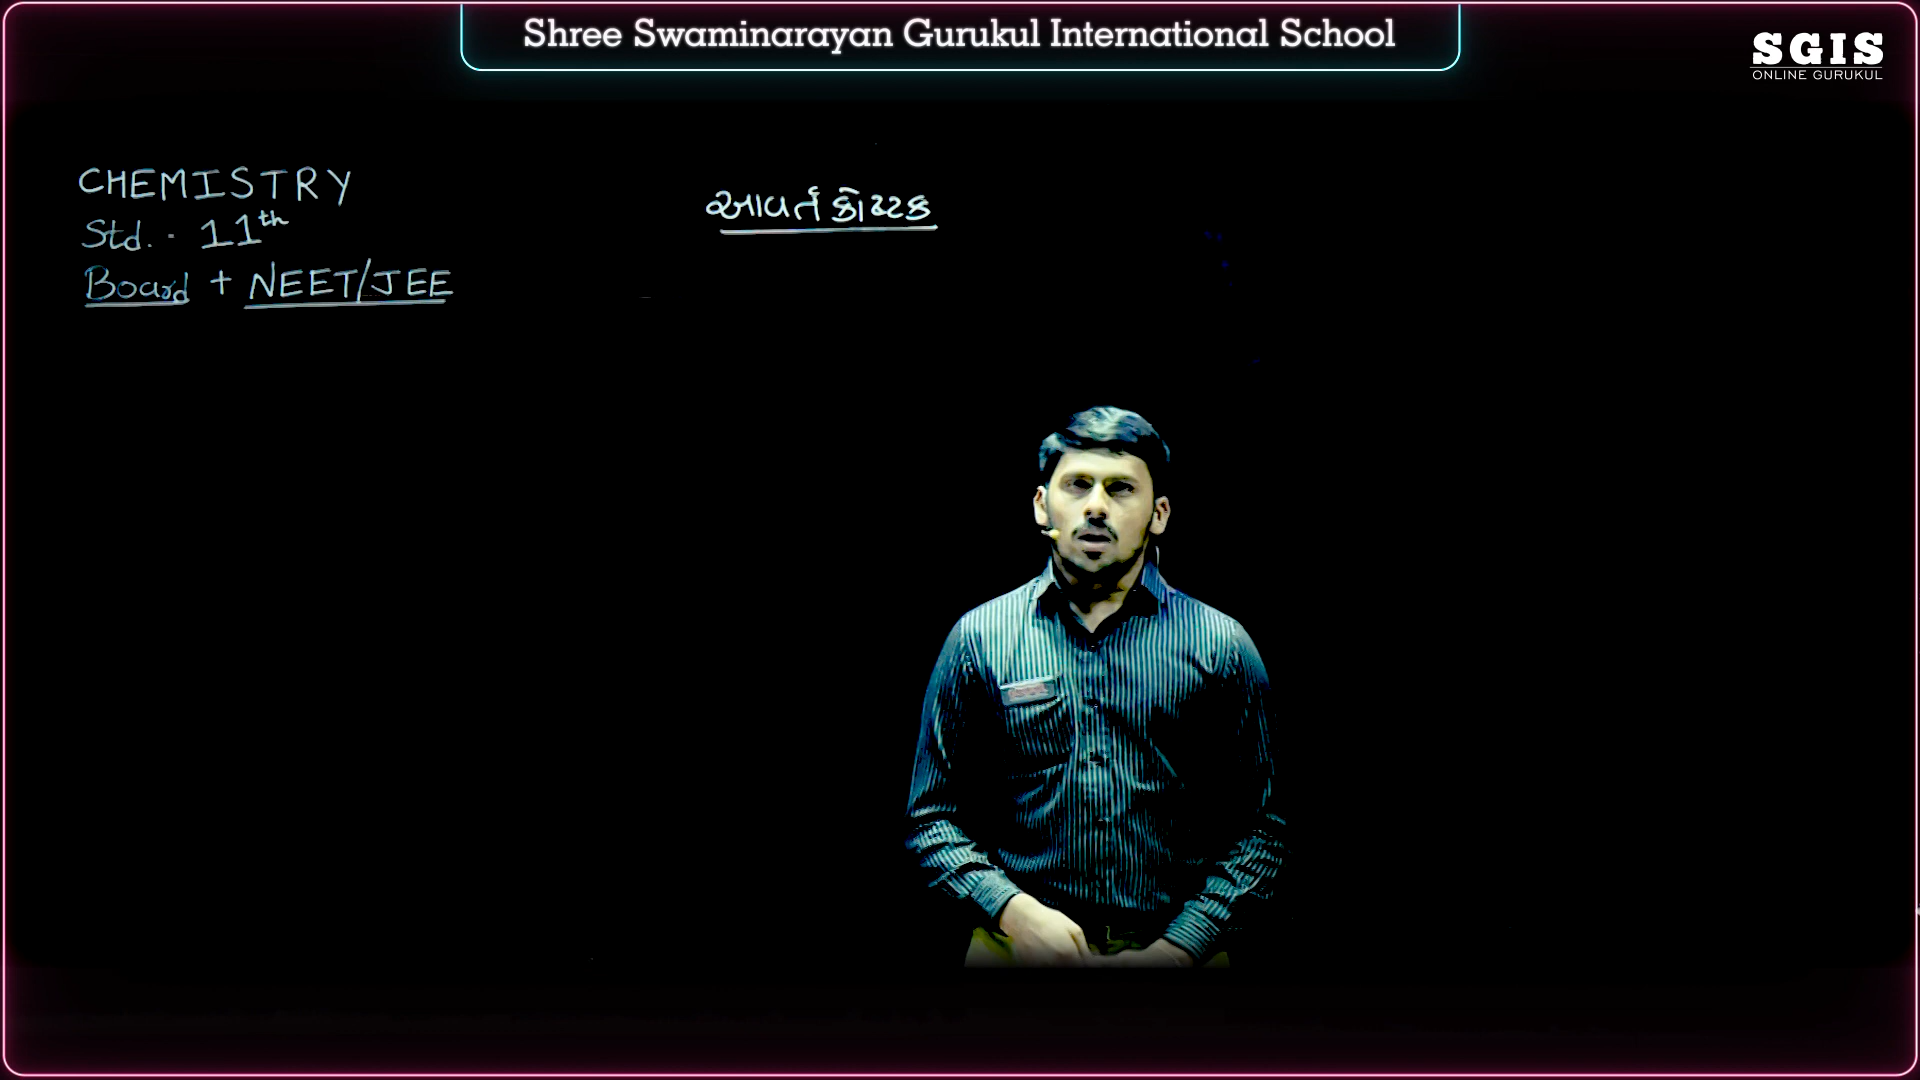 Shree Swaminarayan Gurukul International School
SGIS
ONLINE GURUKUL
CHEMISTRY
Std. - 11th
Board + NEET/JEE
આવર્ત કોષ્ટક